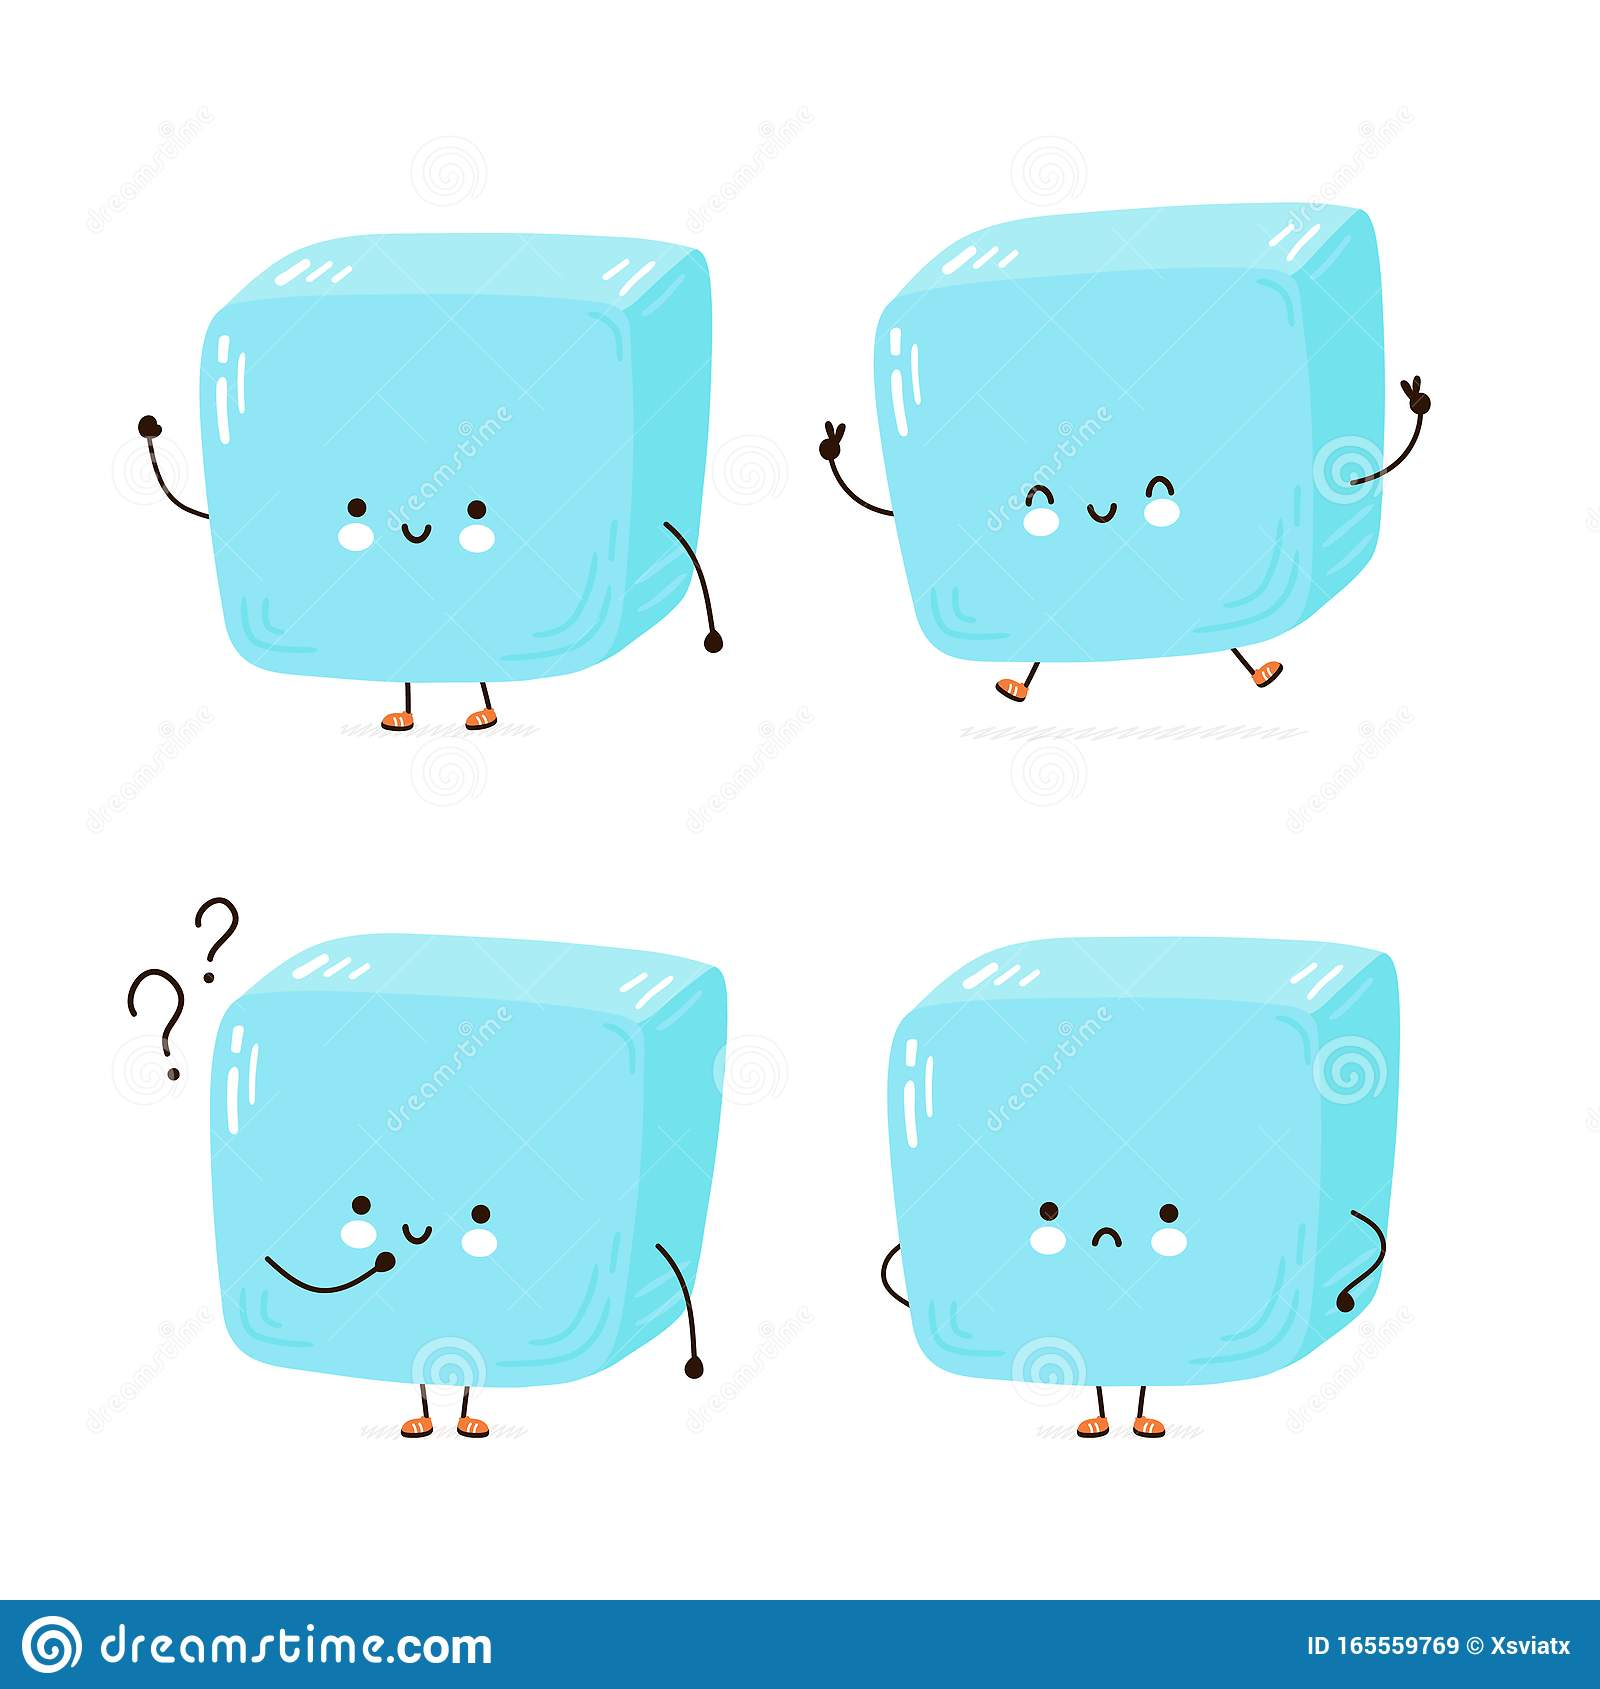 ? ?
dreamstime.com
ID 165559769 © Xsviatx